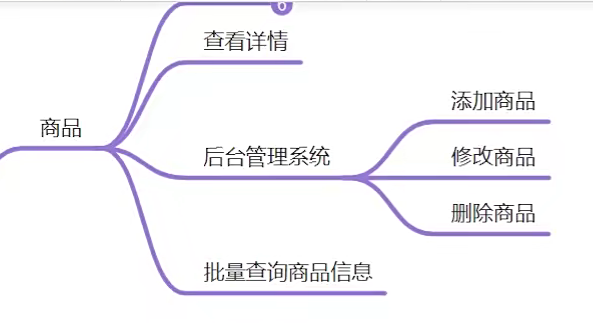 查看详情
商品
添加商品
后台管理系统
修改商品
删除商品
批量查询商品信息